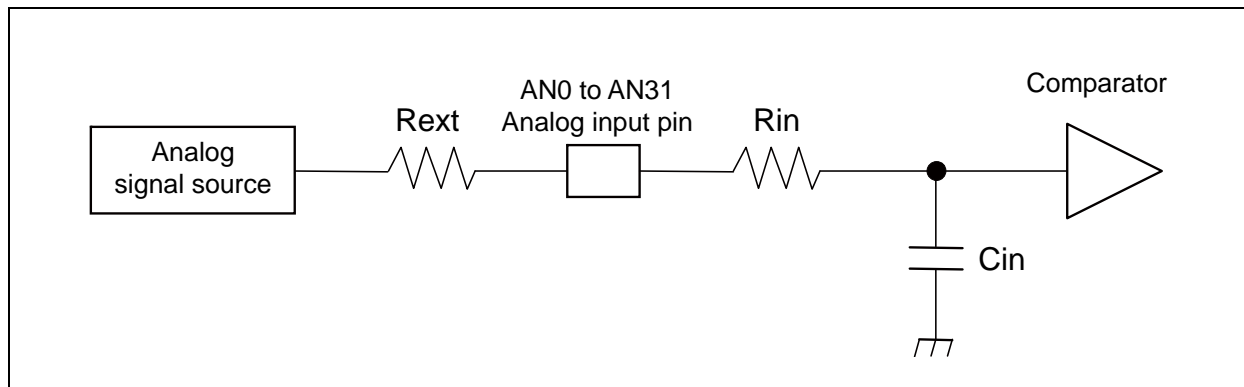 Analog
signal source
Rext
AN0 to AN31
Analog input pin
Rin
Comparator
Cin